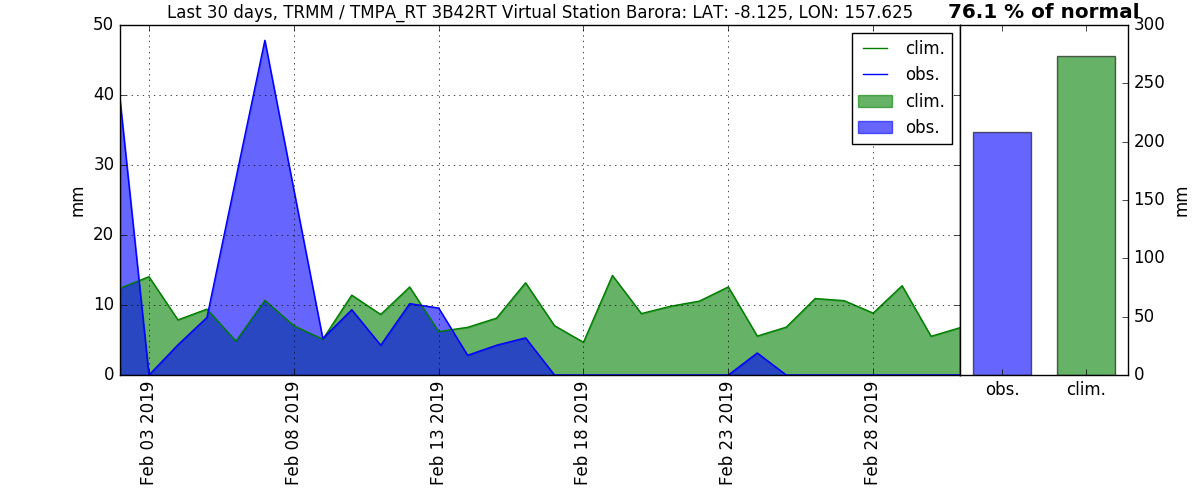 Last 30 days, TRMM / TMPA_RT 3B42RT Virtual Station Barora: LAT: -8.125, LON: 157.625
76.1 % of normal
50
40
30
20
10
0
mm
clim.
obs.
clim.
obs.
300
250
200
150
100
50
0
mm
Feb 03 2019
Feb 08 2019
Feb 13 2019
Feb 18 2019
Feb 23 2019
Feb 28 2019
obs.
clim.